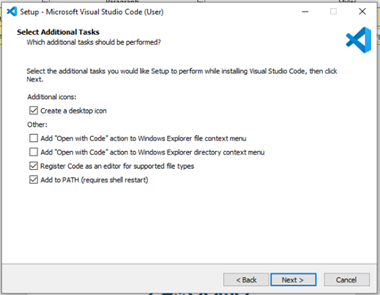 Setup - Microsoft Visual Studio Code (User)
Select Additional Tasks
Which additional tasks should be performed?
Select the additional tasks you would like Setup to perform while installing Visual Studio Code, then click
Next.
Additional icons:
Create a desktop icon
Other:
Add "Open with Code" action to Windows Explorer file context menu
Add "Open with Code" action to Windows Explorer directory context menu
Register Code as an editor for supported file types
Add to PATH (requires shell restart)
< Back
Next >
Cancel